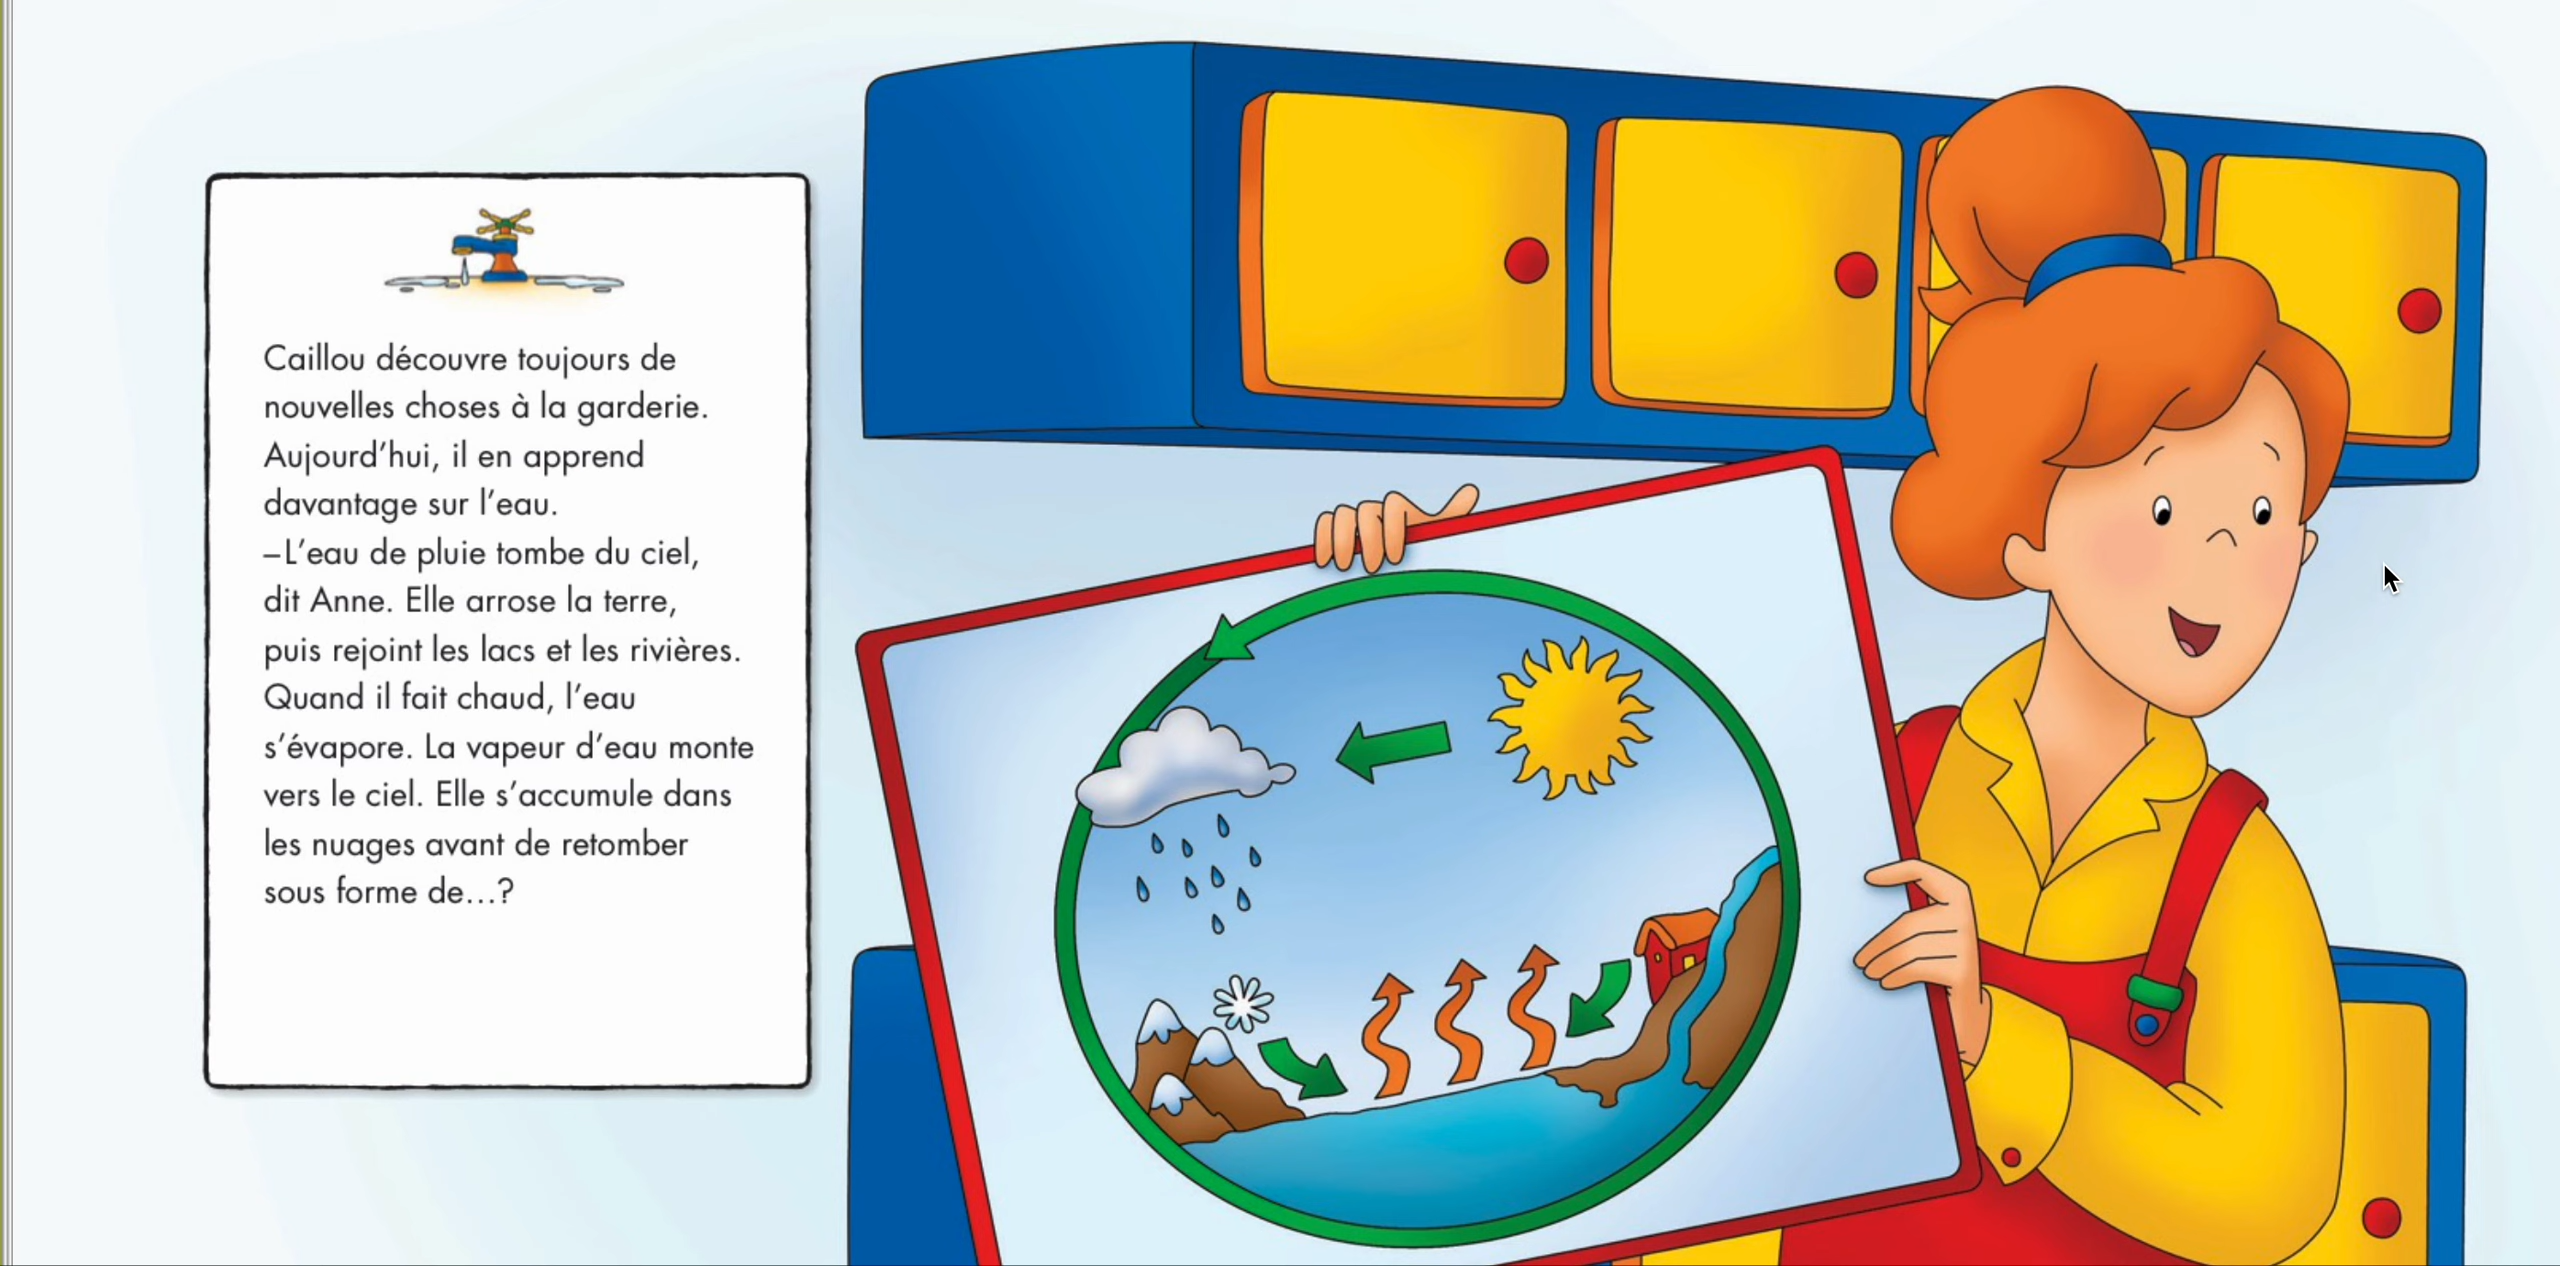 Caillou découvre toujours de
nouvelles choses à la garderie.
Aujourd’hui, il en apprend
davantage sur l’eau.
–L’eau de pluie tombe du ciel,
dit Anne. Elle arrose la terre,
puis rejoint les lacs et les rivières.
Quand il fait chaud, l’eau
s’évapore. La vapeur d’eau monte
vers le ciel. Elle s’accumule dans
les nuages avant de retomber
sous forme de...?